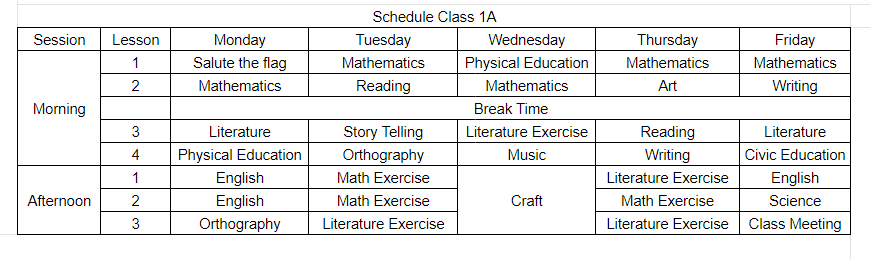 Schedule Class 1A
Session Lesson Monday Tuesday Wednesday Thursday Friday
1 Salute the flag Mathematics Physical Education Mathematics Mathematics
2 Mathematics Reading Mathematics Art Writing
Morning Break Time
3 Literature Story Telling Literature Exercise Reading Literature
4 Physical Education Orthography Music Writing Civic Education
1 English Math Exercise Literature Exercise English
Afternoon 2 English Math Exercise Craft Math Exercise Science
3 Orthography Literature Exercise Literature Exercise Class Meeting